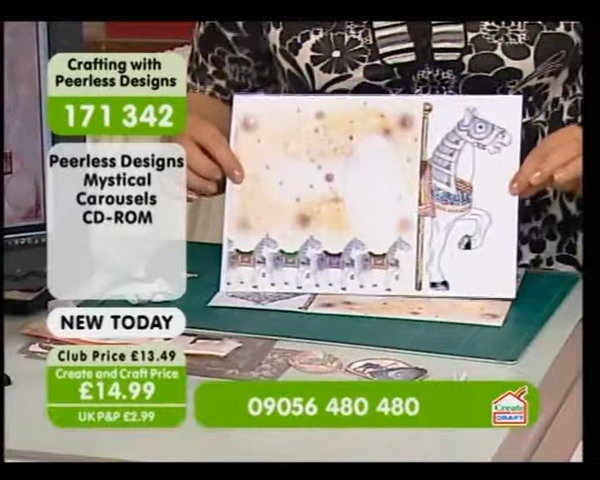 Crafting with
Peerless Designs
171 342
Peerless Designs
Mystical
Carousels
CD-ROM
NEW TODAY
Club Price £13.49
Create and Craft Price
£14.99
UK P&P £2.99
09056 480 480
Create
CRAFT